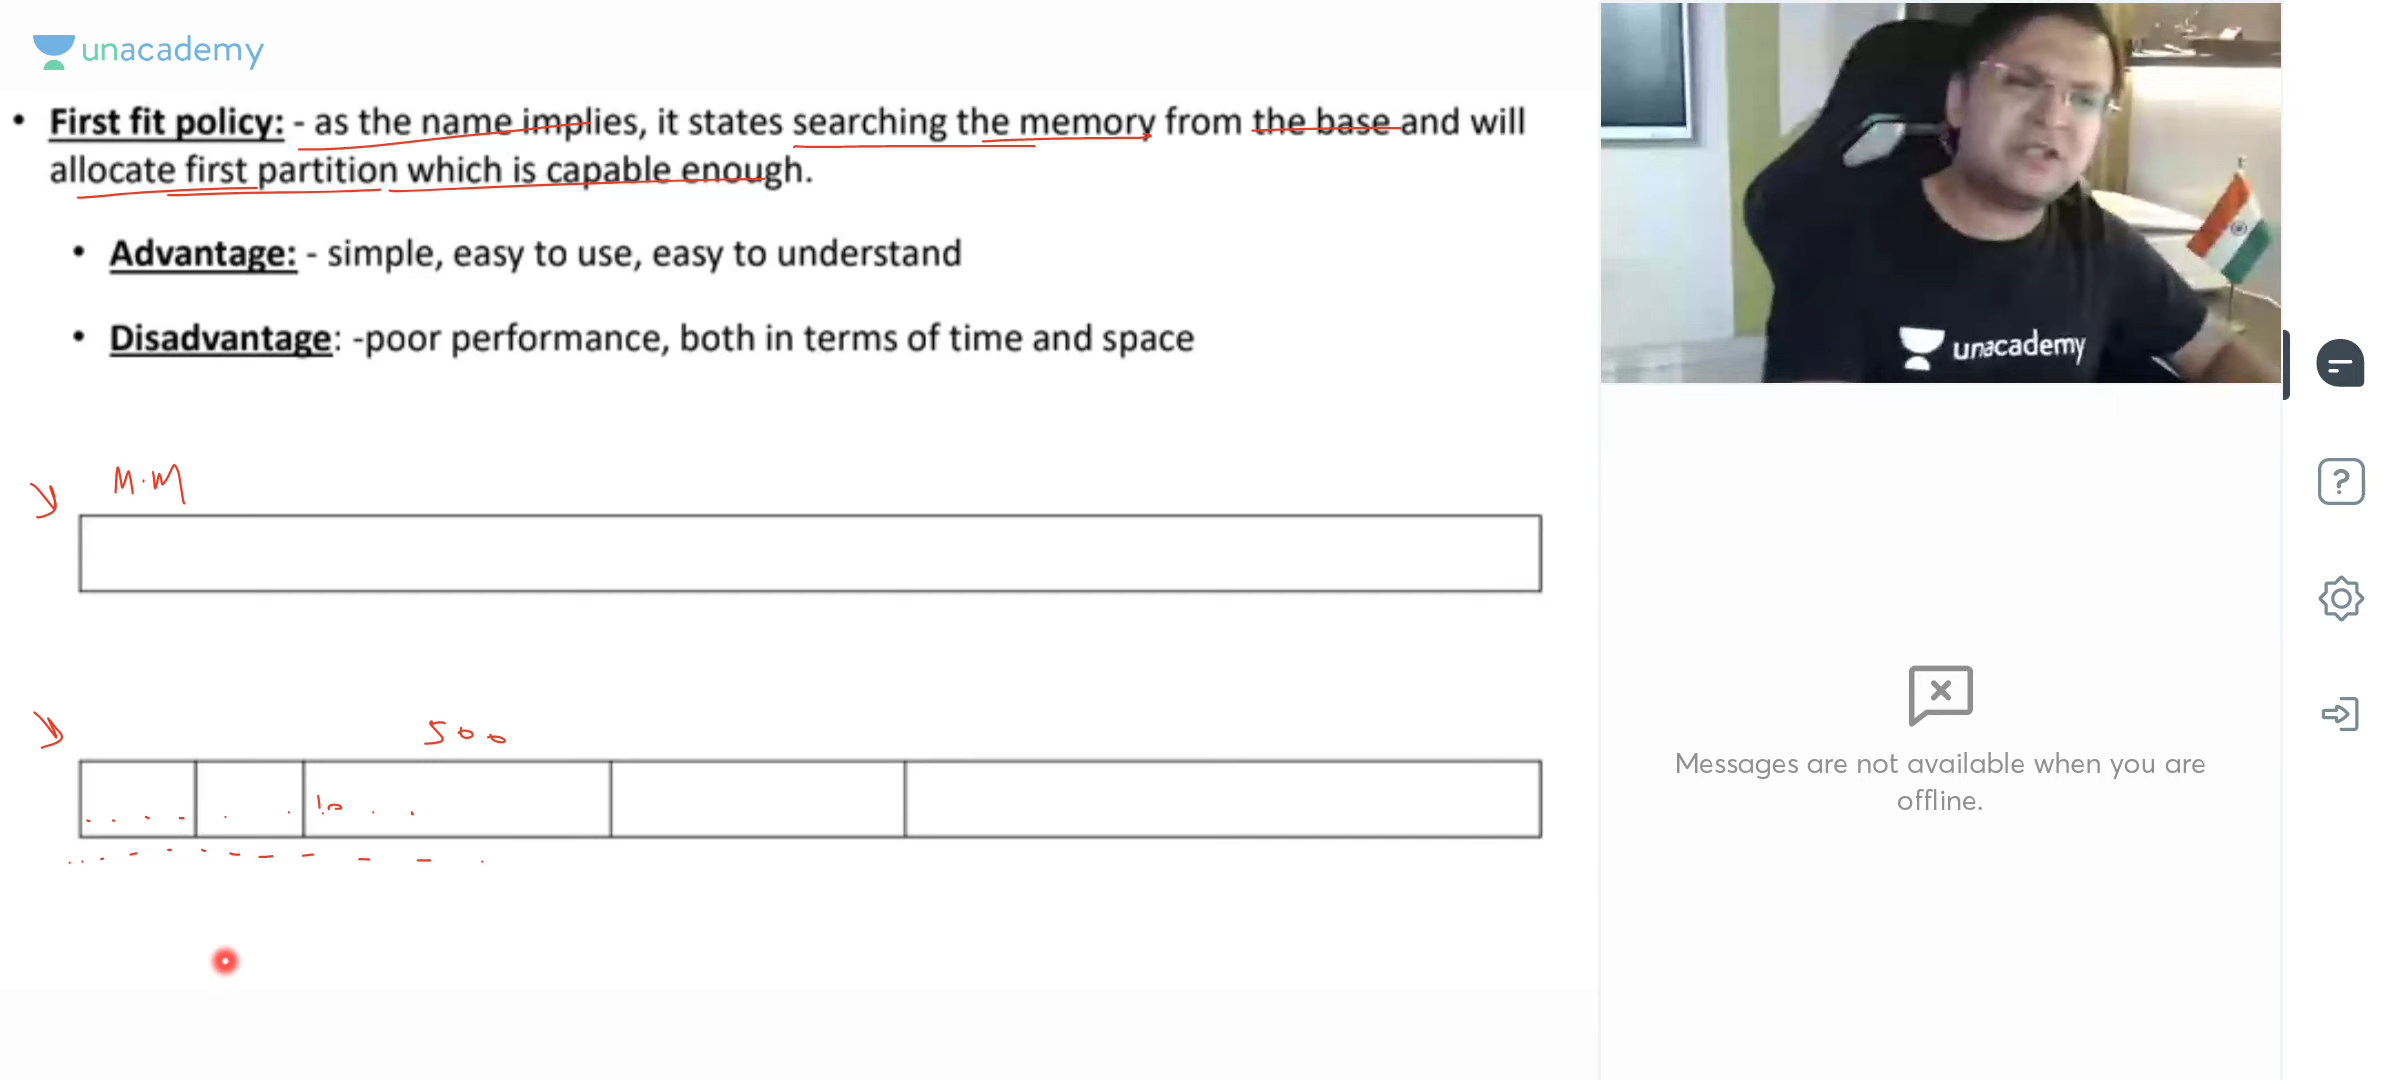 unacademy
• First fit policy: - as the name implies, it states searching the memory from the base and will
allocate first partition which is capable enough.
• Advantage: - simple, easy to use, easy to understand
• Disadvantage: -poor performance, both in terms of time and space
M.M
500
10
unacademy
?
Messages are not available when you are
offline.